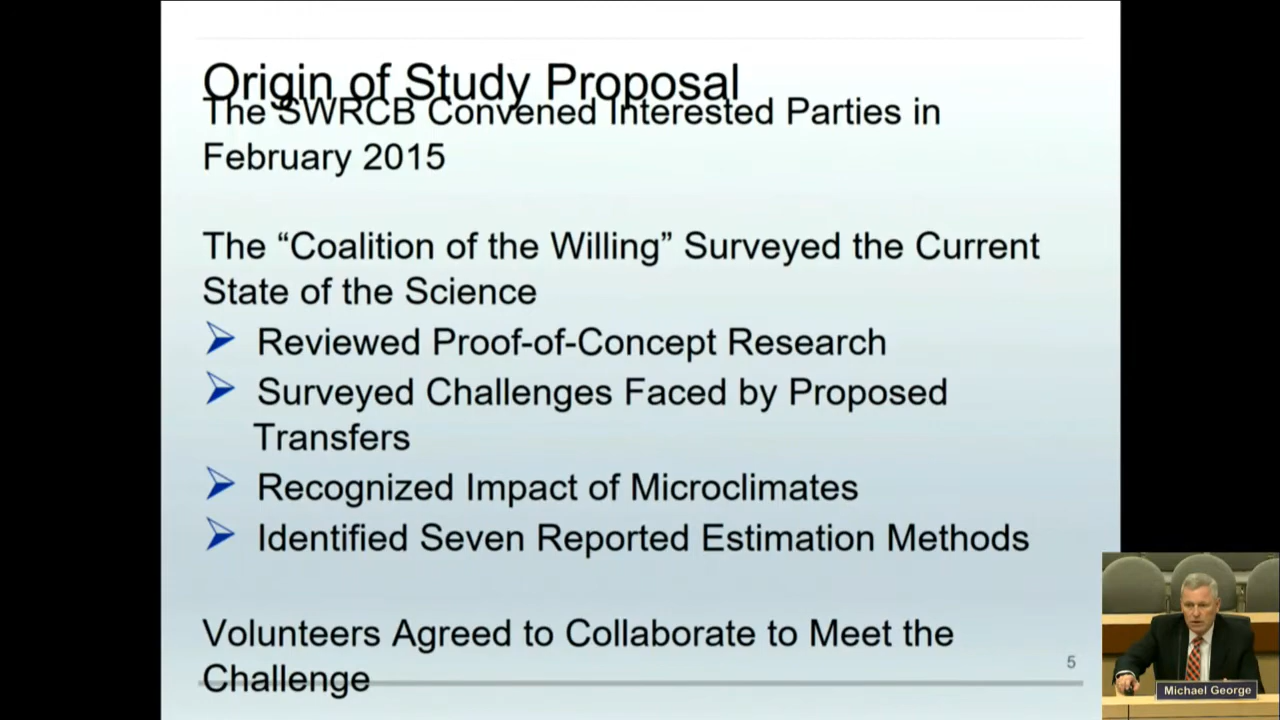 Origin of Study Proposal
The SWRCB Convened Interested Parties in
February 2015
The “Coalition of the Willing” Surveyed the Current
State of the Science
Reviewed Proof-of-Concept Research
Surveyed Challenges Faced by Proposed
Transfers
Recognized Impact of Microclimates
Identified Seven Reported Estimation Methods
Volunteers Agreed to Collaborate to Meet the
Challenge
5
Michael George